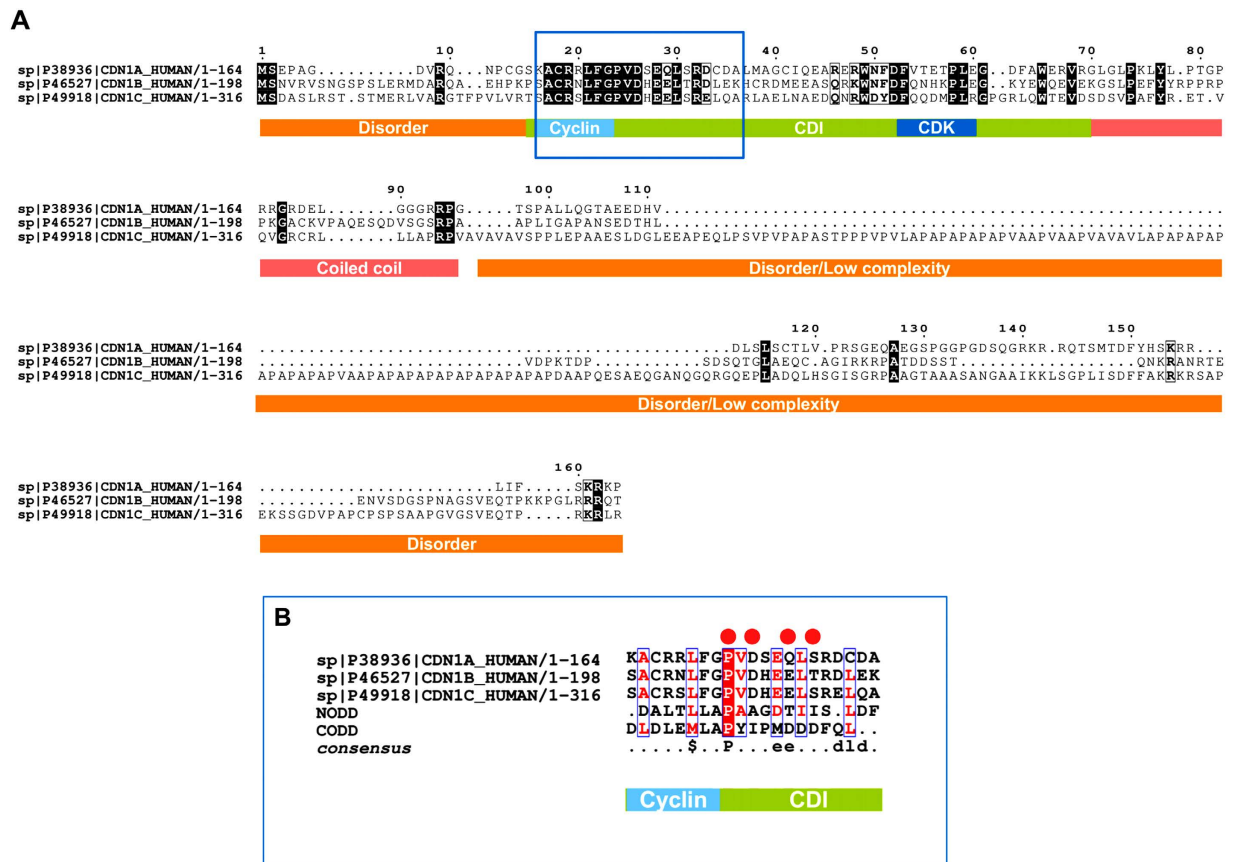 A
1 10 20 30 40 50 60 70 80
sp|P38936|CDN1A_HUMAN/1-164 MSEPAG..........DVRQ...NPCGSKACRRLFGPVDSEQLSRDCDALMAGCIQEARERWNFDFVTETPLEG..DFAWERVRGLGLPKLYL.PTGP
sp|P46527|CDN1B_HUMAN/1-198 MSNVRVSNGSPSLERMDARQ..AEHPKPSACRNLFGPVDHEELTRDLEKHCRDMEEASQRKWNFDFQNHKPLEG..KYEWQEVEKGSLPEFYYRPPRP
sp|P49918|CDN1C_HUMAN/1-316 MSDASLRST.STMERLVARGTFPVLVRTSACRSLFGPVDHEELSRELQARLAELNAEDQNRWDYDFQQDMPLRGPGRLQWTEVDSDSVPAFYR.ET.V
Disorder Cyclin CDI CDK
90 100 110
sp|P38936|CDN1A_HUMAN/1-164 RRGRDEL.......GGGRRPG.....TSPALLQGTAEEDHV.........................................................
sp|P46527|CDN1B_HUMAN/1-198 PKGACKVPAQESQDVSGSRPA.....APLIGAPANSEDTHL.........................................................
sp|P49918|CDN1C_HUMAN/1-316 QVGRCRL.......LLAPRPVAVAVAVSPPLEPAAESLDGLEEAPEQLPSVPVPAPASTPPPVPVLAPAPAPAPAPVAAPVAAPVAVAVLAPAPAPAP
Coiled coil Disorder/Low complexity
120 130 140 150
sp|P38936|CDN1A_HUMAN/1-164 ................................................DLSLSCTLV.PRSGEQAEGSPGGPGDSQGRKR.RQTSMTDFYHSKRR...
sp|P46527|CDN1B_HUMAN/1-198 ...........................VDPKTDP...........SDSQTGLAEQC.AGIRKRPATDDSST..................QNKRANRTE
sp|P49918|CDN1C_HUMAN/1-316 APAPAPAPVAAPAPAPAPAPAPAPAPAPAPDAAPQESAEQGANQGQRGQEPLADQLHSGISGRPAAGTAAASANGAAIKKLSGPLISDFFAKRKRSAP
Disorder/Low complexity
160
sp|P38936|CDN1A_HUMAN/1-164 ........................LIF.....SKRKP
sp|P46527|CDN1B_HUMAN/1-198 ..........ENVSDGSPNAGSVEQTPKKPGLRRRQT
sp|P49918|CDN1C_HUMAN/1-316 EKSSGDVPAPCPSPSAAPGVGSVEQTP.....RKRLR
Disorder
B
sp|P38936|CDN1A_HUMAN/1-164 KACRRLFGPVDSEQLSRDCDA
sp|P46527|CDN1B_HUMAN/1-198 SACRNLFGPVDHEELTRDLEK
sp|P49918|CDN1C_HUMAN/1-316 SACRSLFGPVDHEELSRELQA
NODD .DALTLLAPAAGDTIIS.LDF
CODD DLDLEMLAPYIPMDDDFQL..
consensus .....$..P...ee...dld.
Cyclin CDI